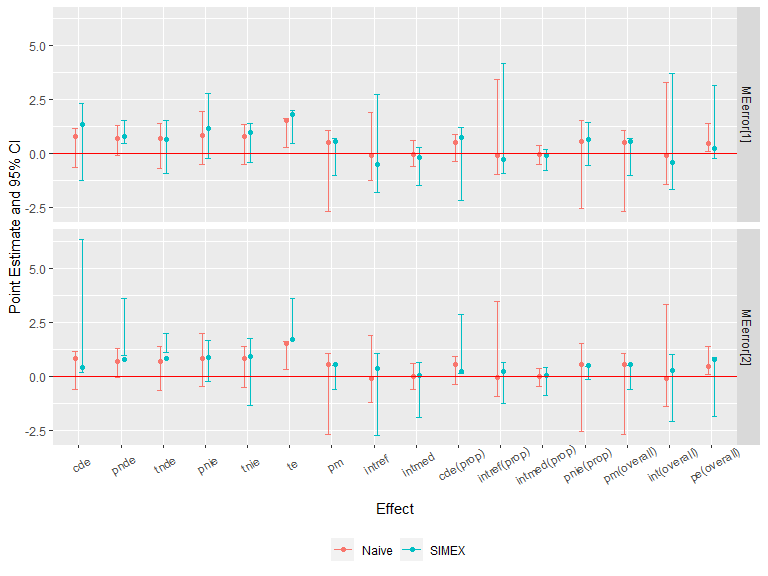 5.0
2.5
0.0
-2.5
MEerror[1]
5.0
2.5
0.0
-2.5
MEerror[2]
Point Estimate and 95% CI
cde
pnde
tnde
pnie
tnie
te
pm
intref
intmed
cde(prop)
intref(prop)
intmed(prop)
pnie(prop)
pm(overall)
int(overall)
pe(overall)
Effect
Naive
SIMEX